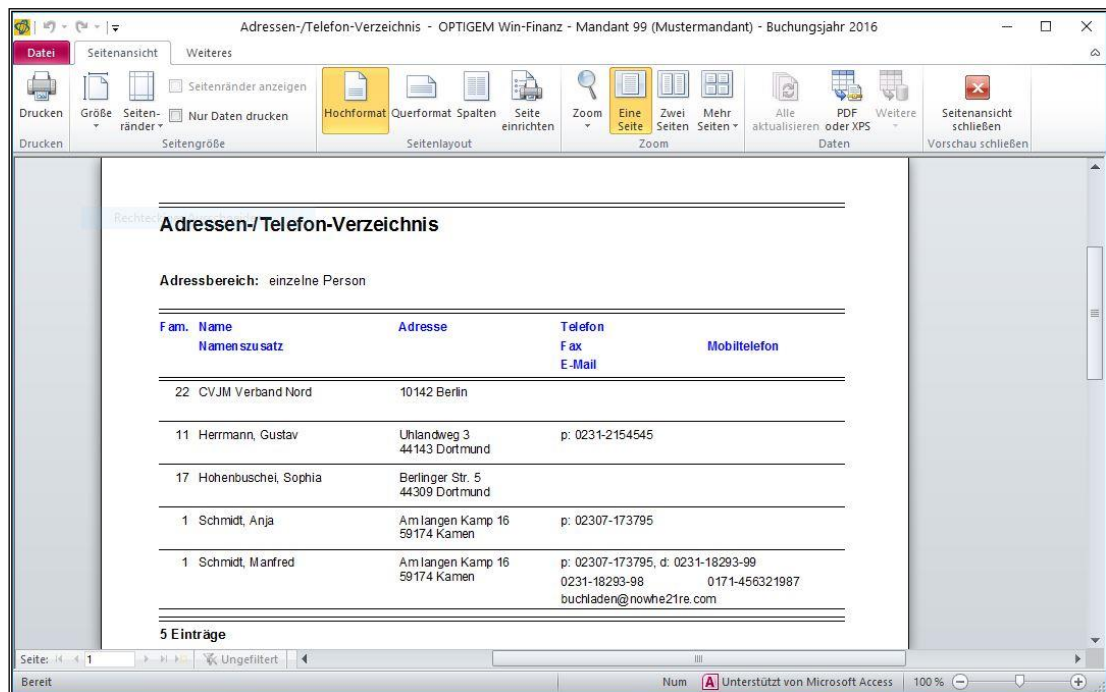 Adressen-/Telefon-Verzeichnis - OPTIGEM Win-Finanz - Mandant 99 (Mustermandant) - Buchungsjahr 2016
Datei Seitenansicht Weiteres
Drucken Größe Seiten-ränder Seitenränder anzeigen Nur Daten drucken Hochformat Querformat Spalten Seite einrichten Zoom Eine Seite Zwei Seiten Mehr Seiten Alle aktualisieren PDF oder XPS Weitere Seitenansicht schließen
Drucken Seitengröße Seitenlayout Zoom Daten Vorschau schließen
Adressen-/Telefon-Verzeichnis
Adressbereich: einzelne Person
Fam. Name Adresse Telefon
Namenszusatz Fax Mobiltelefon
E-Mail
22 CVJM Verband Nord 10142 Berlin
11 Herrmann, Gustav Uhlandweg 3 p: 0231-2154545
44143 Dortmund
17 Hohenbuschei, Sophia Berlinger Str. 5
44309 Dortmund
1 Schmidt, Anja Am langen Kamp 16 p: 02307-173795
59174 Kamen
1 Schmidt, Manfred Am langen Kamp 16 p: 02307-173795, d: 0231-18293-99
59174 Kamen 0231-18293-98 0171-456321987
buchladen@nowhe21re.com
5 Einträge
Seite: 1 Ungefiltert
Bereit Num A Unterstützt von Microsoft Access 100 %